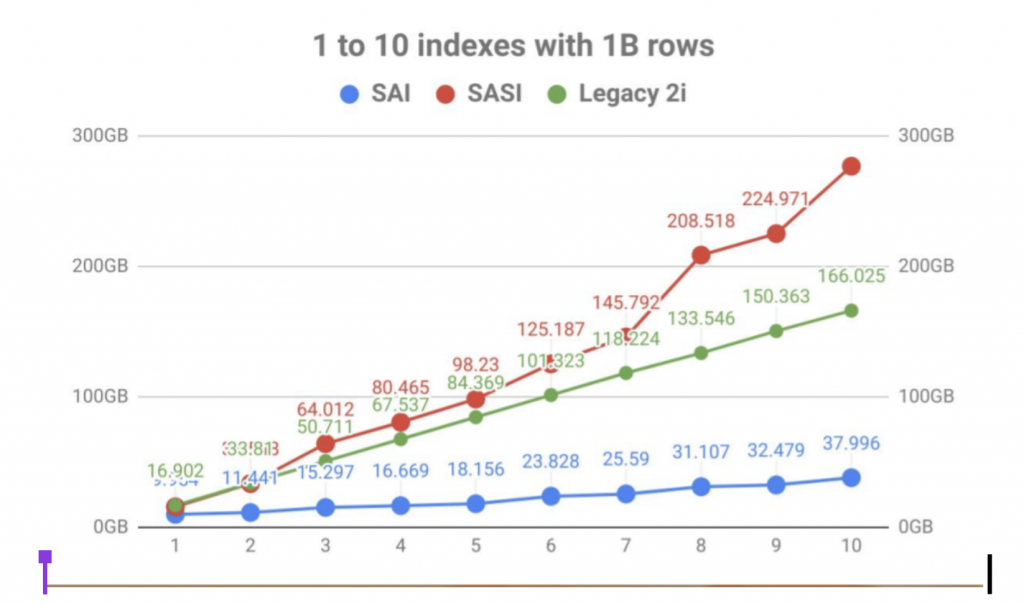 1 to 10 indexes with 1B rows
SAI SASI Legacy 2i
300GB 300GB
224.971
208.518
200GB 200GB
166.025
150.363
145.792
133.546
125.187
118.224
101.323
98.23
100GB 84.369 100GB
80.465
67.537
64.012
50.711
33.81
16.902 11.441 15.297 16.669 18.156 23.828 25.59 31.107 32.479 37.996
0GB 0GB
1 2 3 4 5 6 7 8 9 10